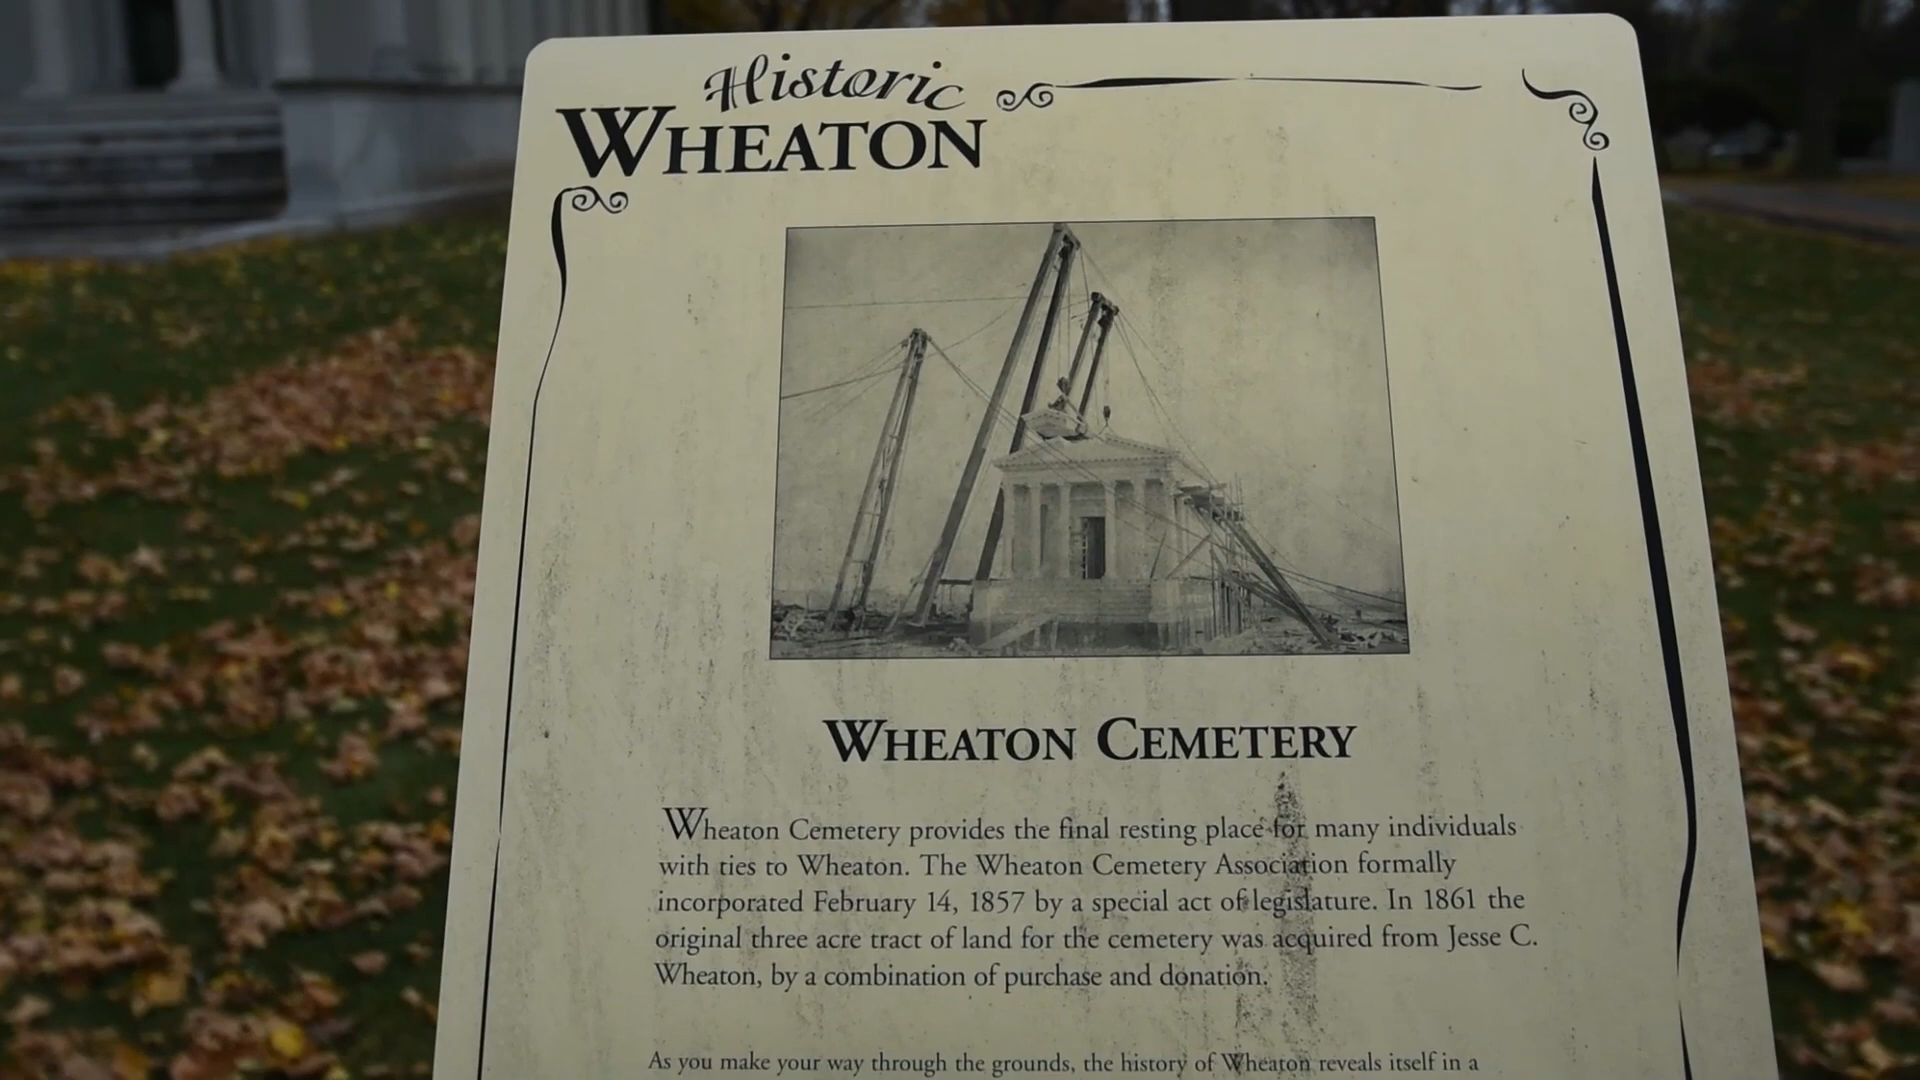 Historic
WHEATON
WHEATON CEMETERY
Wheaton Cemetery provides the final resting place for many individuals
with ties to Wheaton. The Wheaton Cemetery Association formally
incorporated February 14, 1857 by a special act of legislature. In 1861 the
original three acre tract of land for the cemetery was acquired from Jesse C.
Wheaton, by a combination of purchase and donation.
As you make your way through the grounds, the history of Wheaton reveals itself in a